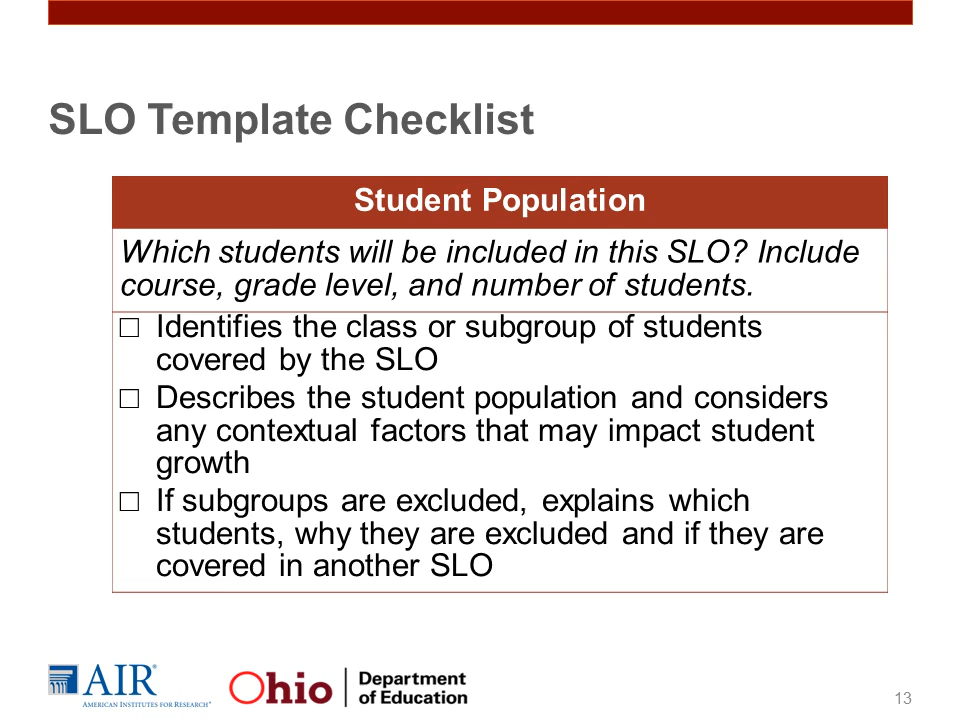 SLO Template Checklist
Student Population
Which students will be included in this SLO? Include
course, grade level, and number of students.
□ Identifies the class or subgroup of students
covered by the SLO
□ Describes the student population and considers
any contextual factors that may impact student
growth
□ If subgroups are excluded, explains which
students, why they are excluded and if they are
covered in another SLO
AIR®
AMERICAN INSTITUTES FOR RESEARCH®
Ohio
Department
of Education
13